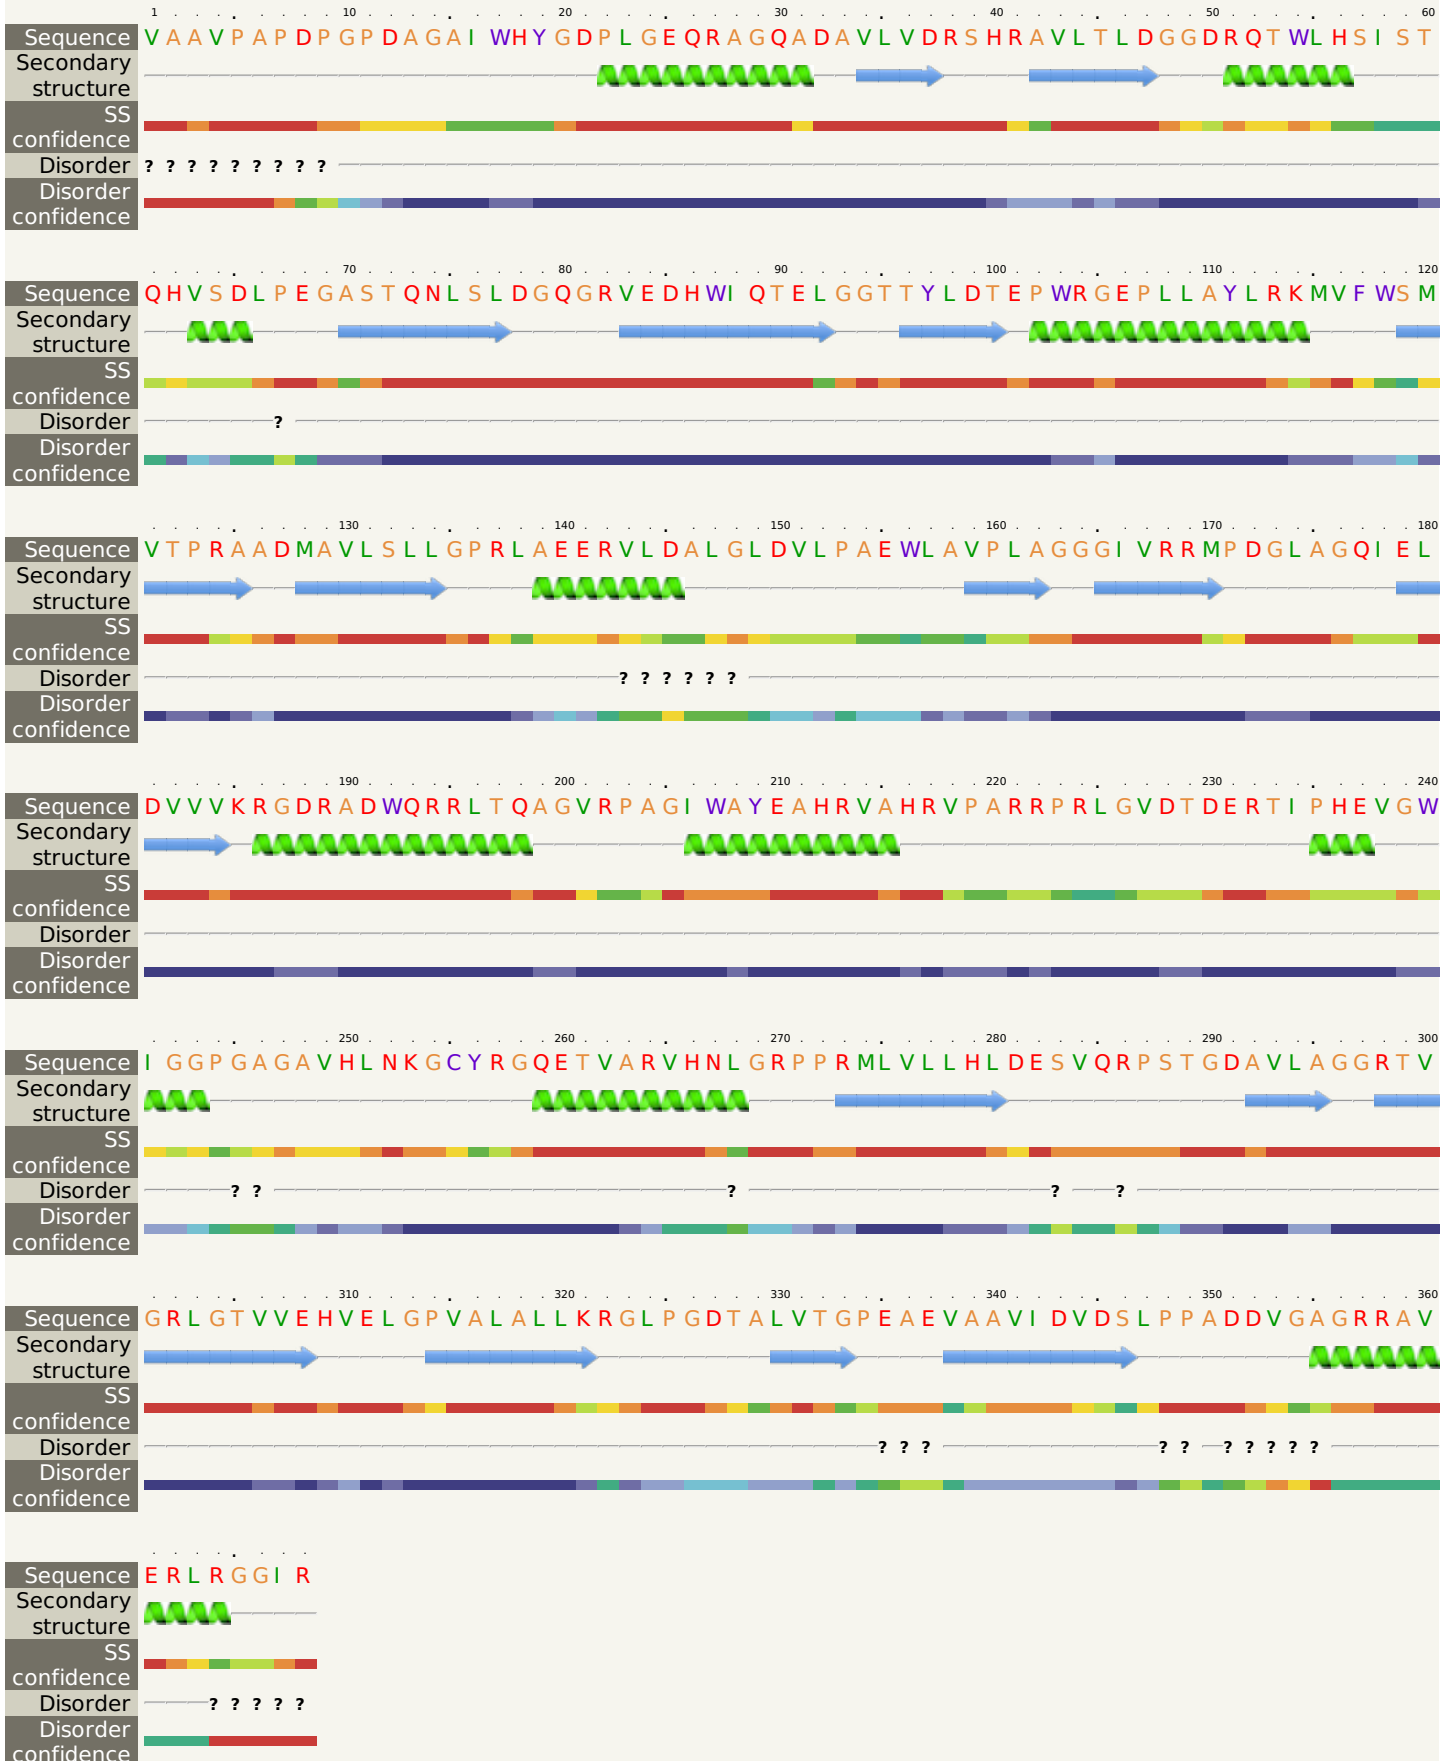 1 10 20 30 40 50 60
Sequence VAAVPAPDPGPDAGAIWHYGDPLGEQRAGQADAVLVDRSHRAVLTLDGGDRQTWLHSIST
Secondary
structure
SS
confidence
Disorder ? ? ? ? ? ? ? ? ?
Disorder
confidence
70 80 90 100 110 120
Sequence QHVSDLPEGASTQNLSLDGQGRVEDHWIQTELGGTTYLDTEPWRGEPLLAYLRKMVFWSM
Secondary
structure
SS
confidence
Disorder ?
Disorder
confidence
130 140 150 160 170 180
Sequence VTPRAADMAVLSLLGPRLAEERVLDALGLDVLPAEWLAVPLAGGGIVRRMPDGLAGQIEL
Secondary
structure
SS
confidence
Disorder ? ? ? ? ? ?
Disorder
confidence
190 200 210 220 230 240
Sequence DVVVKRGDRADWQRRLTQAGVRPAGIWAYEAHRVAHRVPARRPRLGVDTDERTIPHEVGW
Secondary
structure
SS
confidence
Disorder
Disorder
confidence
250 260 270 280 290 300
Sequence IGGPGAGAVHLNKGCYRGQETVARVHNLGRPPRMLVLLHLDESVQRPSTGDAVLAGGRTV
Secondary
structure
SS
confidence
Disorder ? ? ? ? ?
Disorder
confidence
310 320 330 340 350 360
Sequence GRLGTVVEHVELGPVALALLKRGLPGDTALVTGPEAEVAAVIDVDSLPPADDVGAGRRAV
Secondary
structure
SS
confidence
Disorder ? ? ? ? ? ? ? ? ? ?
Disorder
confidence
Sequence ERLRGGIR
Secondary
structure
SS
confidence
Disorder ? ? ? ? ?
Disorder
confidence